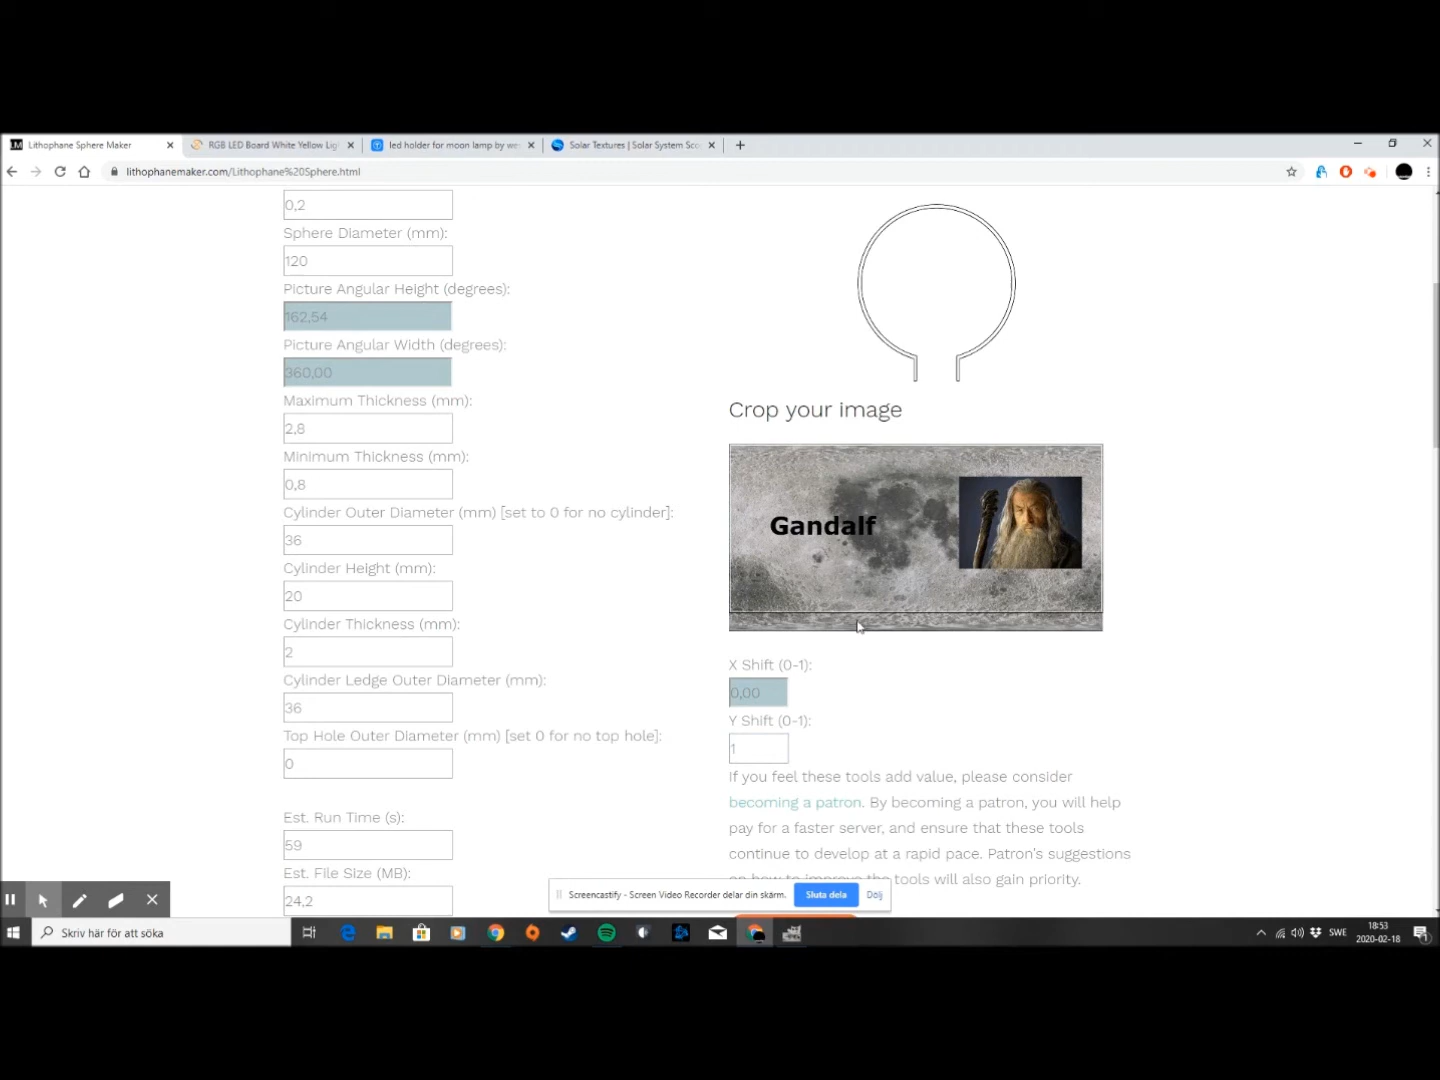 Lithophane Sphere Maker
RGB LED Board White Yellow Lig
led holder for moon lamp by we
Solar Textures | Solar System Sco
lithophanemaker.com/Lithophane%20Sphere.html
0,2
Sphere Diameter (mm):
120
Picture Angular Height (degrees):
162,54
Picture Angular Width (degrees):
360,00
Maximum Thickness (mm):
2,8
Minimum Thickness (mm):
0,8
Cylinder Outer Diameter (mm) [set to 0 for no cylinder]:
36
Cylinder Height (mm):
20
Cylinder Thickness (mm):
2
Cylinder Ledge Outer Diameter (mm):
36
Top Hole Outer Diameter (mm) [set 0 for no top hole]:
0
Est. Run Time (s):
59
Est. File Size (MB):
24,2
Crop your image
Gandalf
X Shift (0-1):
0,00
Y Shift (0-1):
1
If you feel these tools add value, please consider
becoming a patron. By becoming a patron, you will help
pay for a faster server, and ensure that these tools
continue to develop at a rapid pace. Patron's suggestions
on how to improve the tools will also gain priority.
Screencastify - Screen Video Recorder delar din skärm.
Sluta dela
Dölj
Skriv här för att söka
SWE
18:53
2020-02-18
1